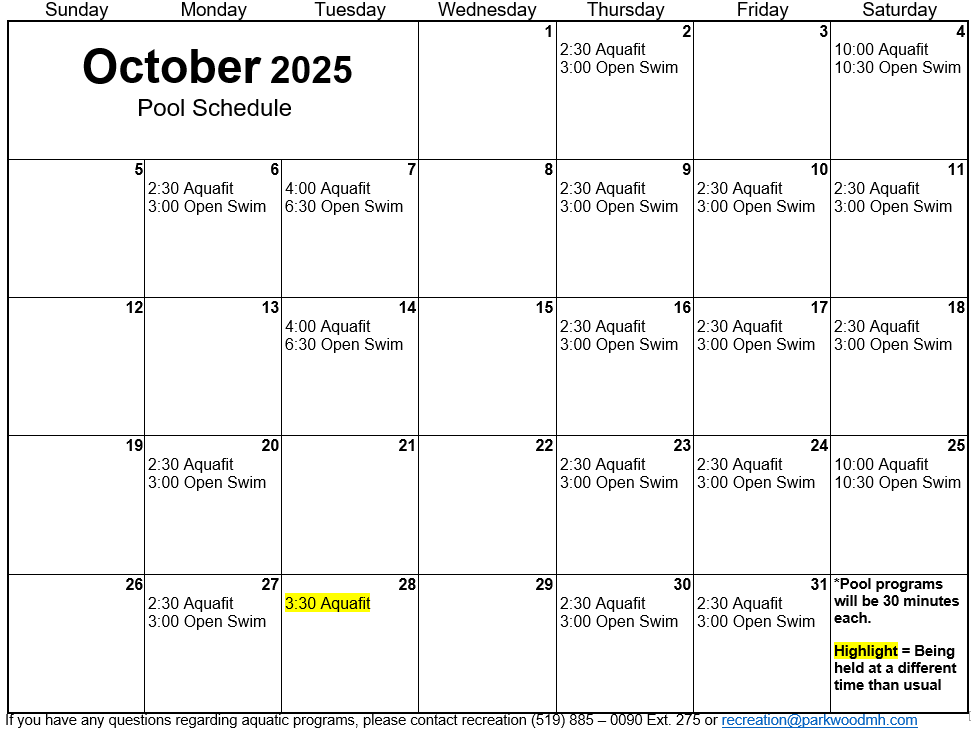 Sunday Monday Tuesday Wednesday Thursday Friday Saturday
October 2025
Pool Schedule
1
2
2:30 Aquafit
3:00 Open Swim
3
4
10:00 Aquafit
10:30 Open Swim
5
6
2:30 Aquafit
3:00 Open Swim
7
4:00 Aquafit
6:30 Open Swim
8
9
2:30 Aquafit
3:00 Open Swim
10
2:30 Aquafit
3:00 Open Swim
11
2:30 Aquafit
3:00 Open Swim
12
13
14
4:00 Aquafit
6:30 Open Swim
15
16
2:30 Aquafit
3:00 Open Swim
17
2:30 Aquafit
3:00 Open Swim
18
2:30 Aquafit
3:00 Open Swim
19
20
2:30 Aquafit
3:00 Open Swim
21
22
23
2:30 Aquafit
3:00 Open Swim
24
2:30 Aquafit
3:00 Open Swim
25
10:00 Aquafit
10:30 Open Swim
26
27
2:30 Aquafit
3:00 Open Swim
28
3:30 Aquafit
29
30
2:30 Aquafit
3:00 Open Swim
31
2:30 Aquafit
3:00 Open Swim
*Pool programs
will be 30 minutes
each.
Highlight = Being
held at a different
time than usual
If you have any questions regarding aquatic programs, please contact recreation (519) 885 – 0090 Ext. 275 or recreation@parkwoodmh.com